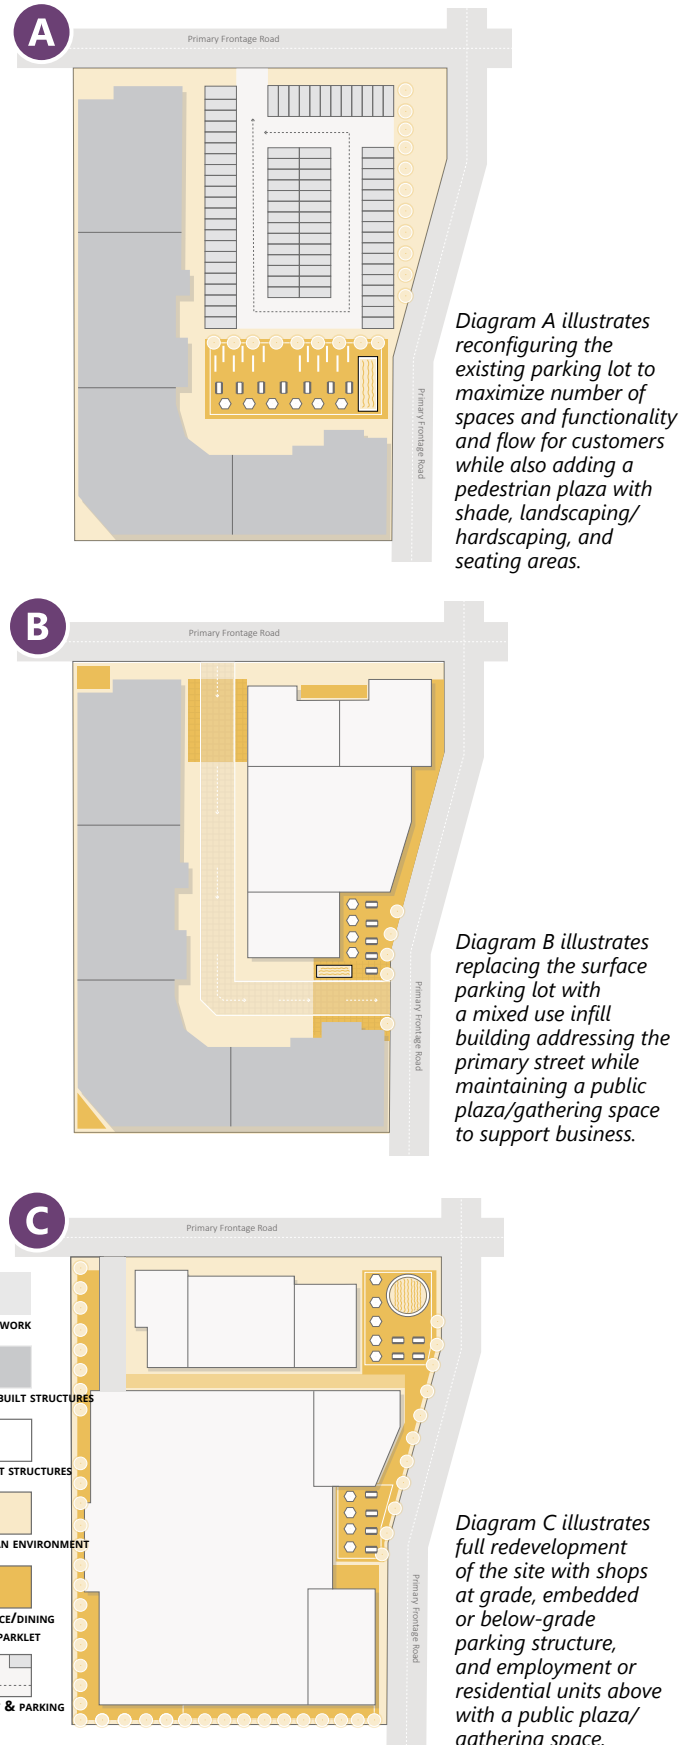 A
Primary Frontage Road
Primary Frontage Road
Diagram A illustrates
reconfiguring the
existing parking lot to
maximize number of
spaces and functionality
and flow for customers
while also adding a
pedestrian plaza with
shade, landscaping/
hardscaping, and
seating areas.
B
Primary Frontage Road
Primary Frontage Road
Diagram B illustrates
replacing the surface
parking lot with
a mixed use infill
building addressing the
primary street while
maintaining a public
plaza/gathering space
to support business.
C
Primary Frontage Road
Primary Frontage Road
WORK
BUILT STRUCTURES
T STRUCTURES
AN ENVIRONMENT
CE/DINING
PARKLET
& PARKING
Diagram C illustrates
full redevelopment
of the site with shops
at grade, embedded
or below-grade
parking structure,
and employment or
residential units above
with a public plaza/
gathering space.